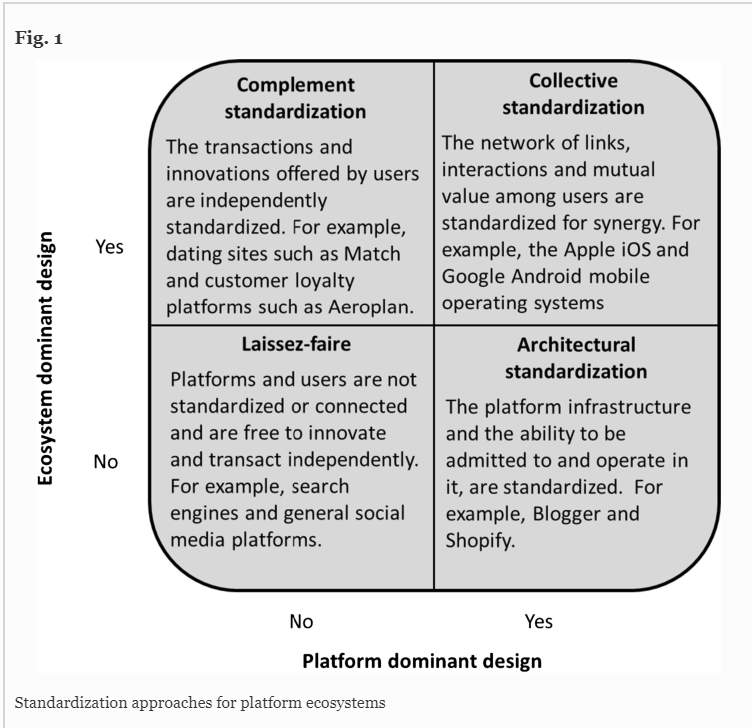 Fig. 1
Complement
standardization
The transactions and
innovations offered by users
are independently
standardized. For example,
dating sites such as Match
and customer loyalty
platforms such as Aeroplan.
Collective
standardization
The network of links,
interactions and mutual
value among users are
standardized for synergy. For
example, the Apple iOS and
Google Android mobile
operating systems
Laissez-faire
Platforms and users are not
standardized or connected
and are free to innovate
and transact independently.
For example, search
engines and general social
media platforms.
Architectural
standardization
The platform infrastructure
and the ability to be
admitted to and operate in
it, are standardized.  For
example, Blogger and
Shopify.
Ecosystem dominant design
Yes
No
No
Yes
Platform dominant design
Standardization approaches for platform ecosystems